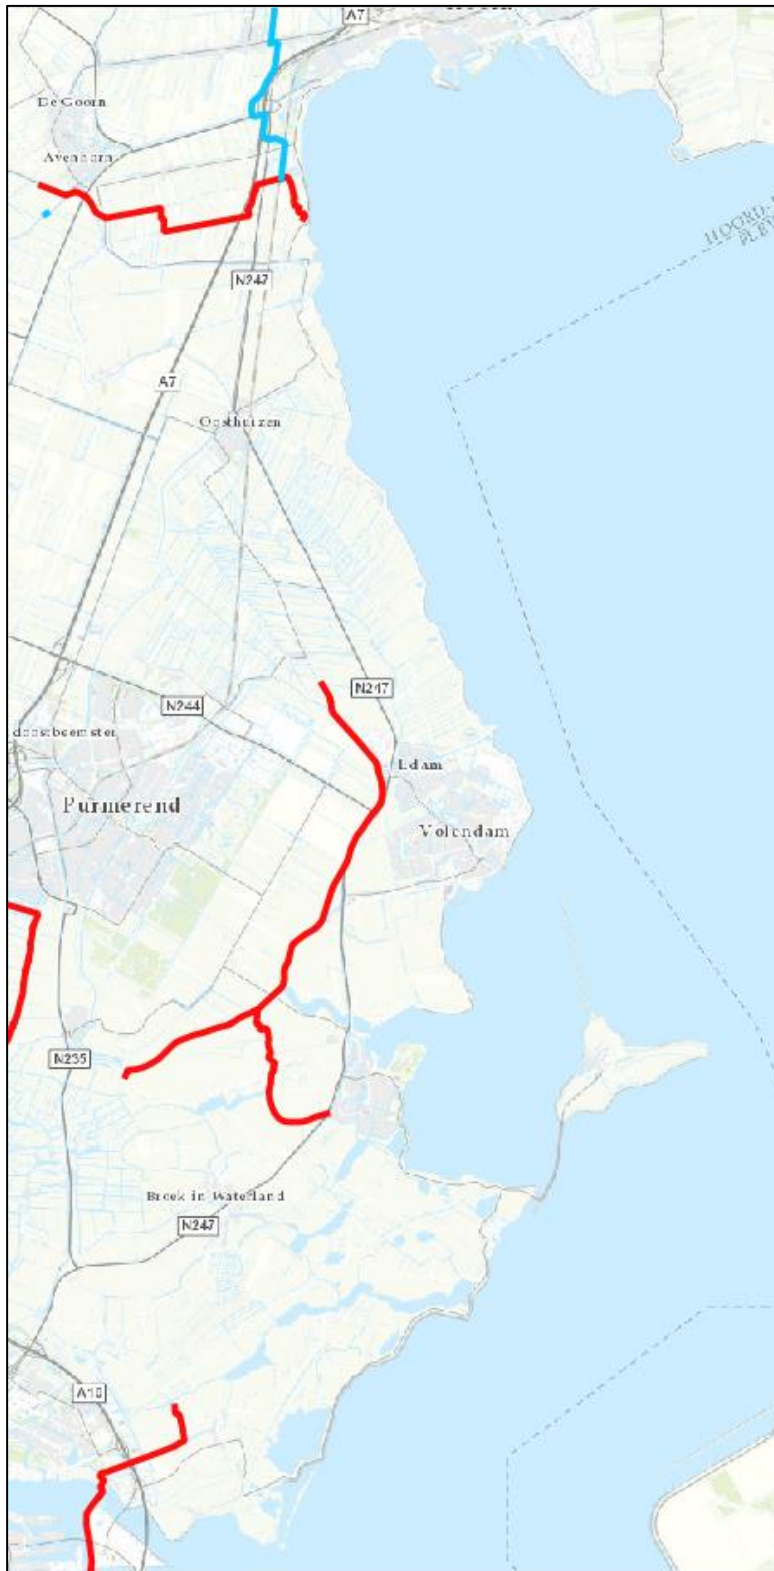 A7
De Goorn
Avenhorn
N247
A7
Oosthuizen
N247
N244
Edam
Purmerend
Volendam
N235
Broek in Waterland
N247
A10